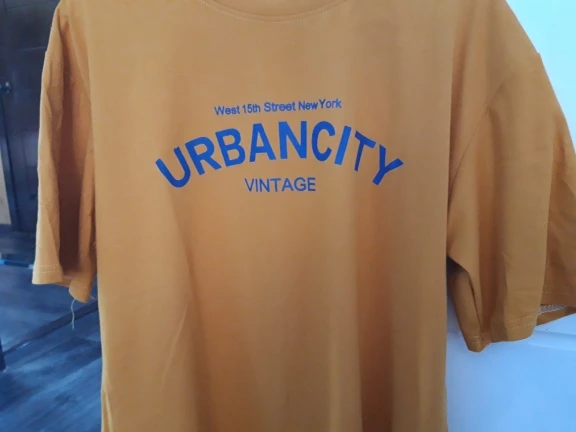 West 15th Street New York
URBANCITY
VINTAGE